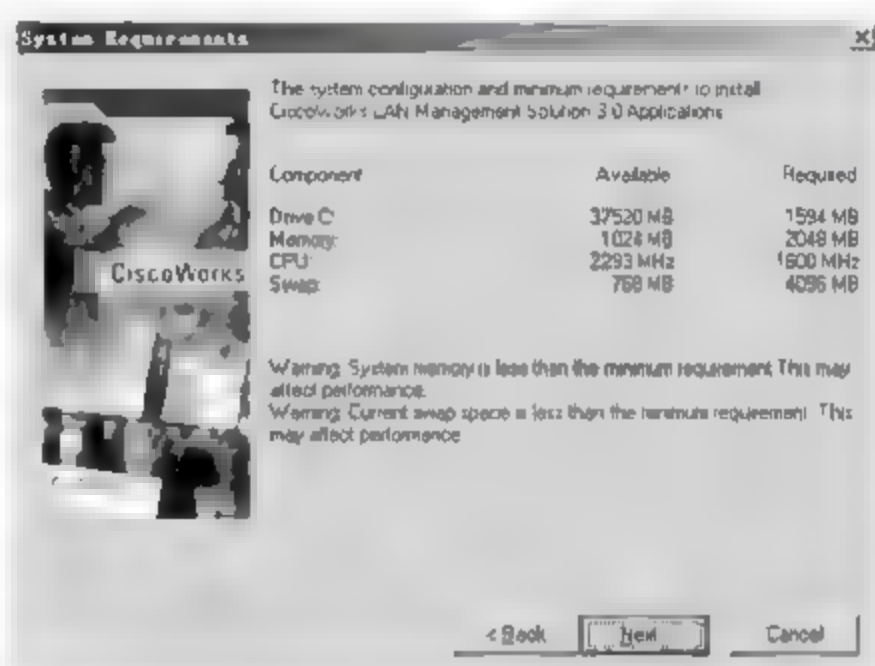 System Requirements
The system configuration and minimum requirements to install
CiscoWorks LAN Management Solution 3.0 Applications
Component Available Required
Drive C: 37520 MB 1594 MB
Memory: 1024 MB 2048 MB
CPU: 2293 MHz 1600 MHz
Swap: 768 MB 4096 MB
CiscoWorks
Warning: System memory is less than the minimum requirement. This may
affect performance.
Warning: Current swap space is less than the minimum requirement. This
may affect performance.
< Back Next Cancel